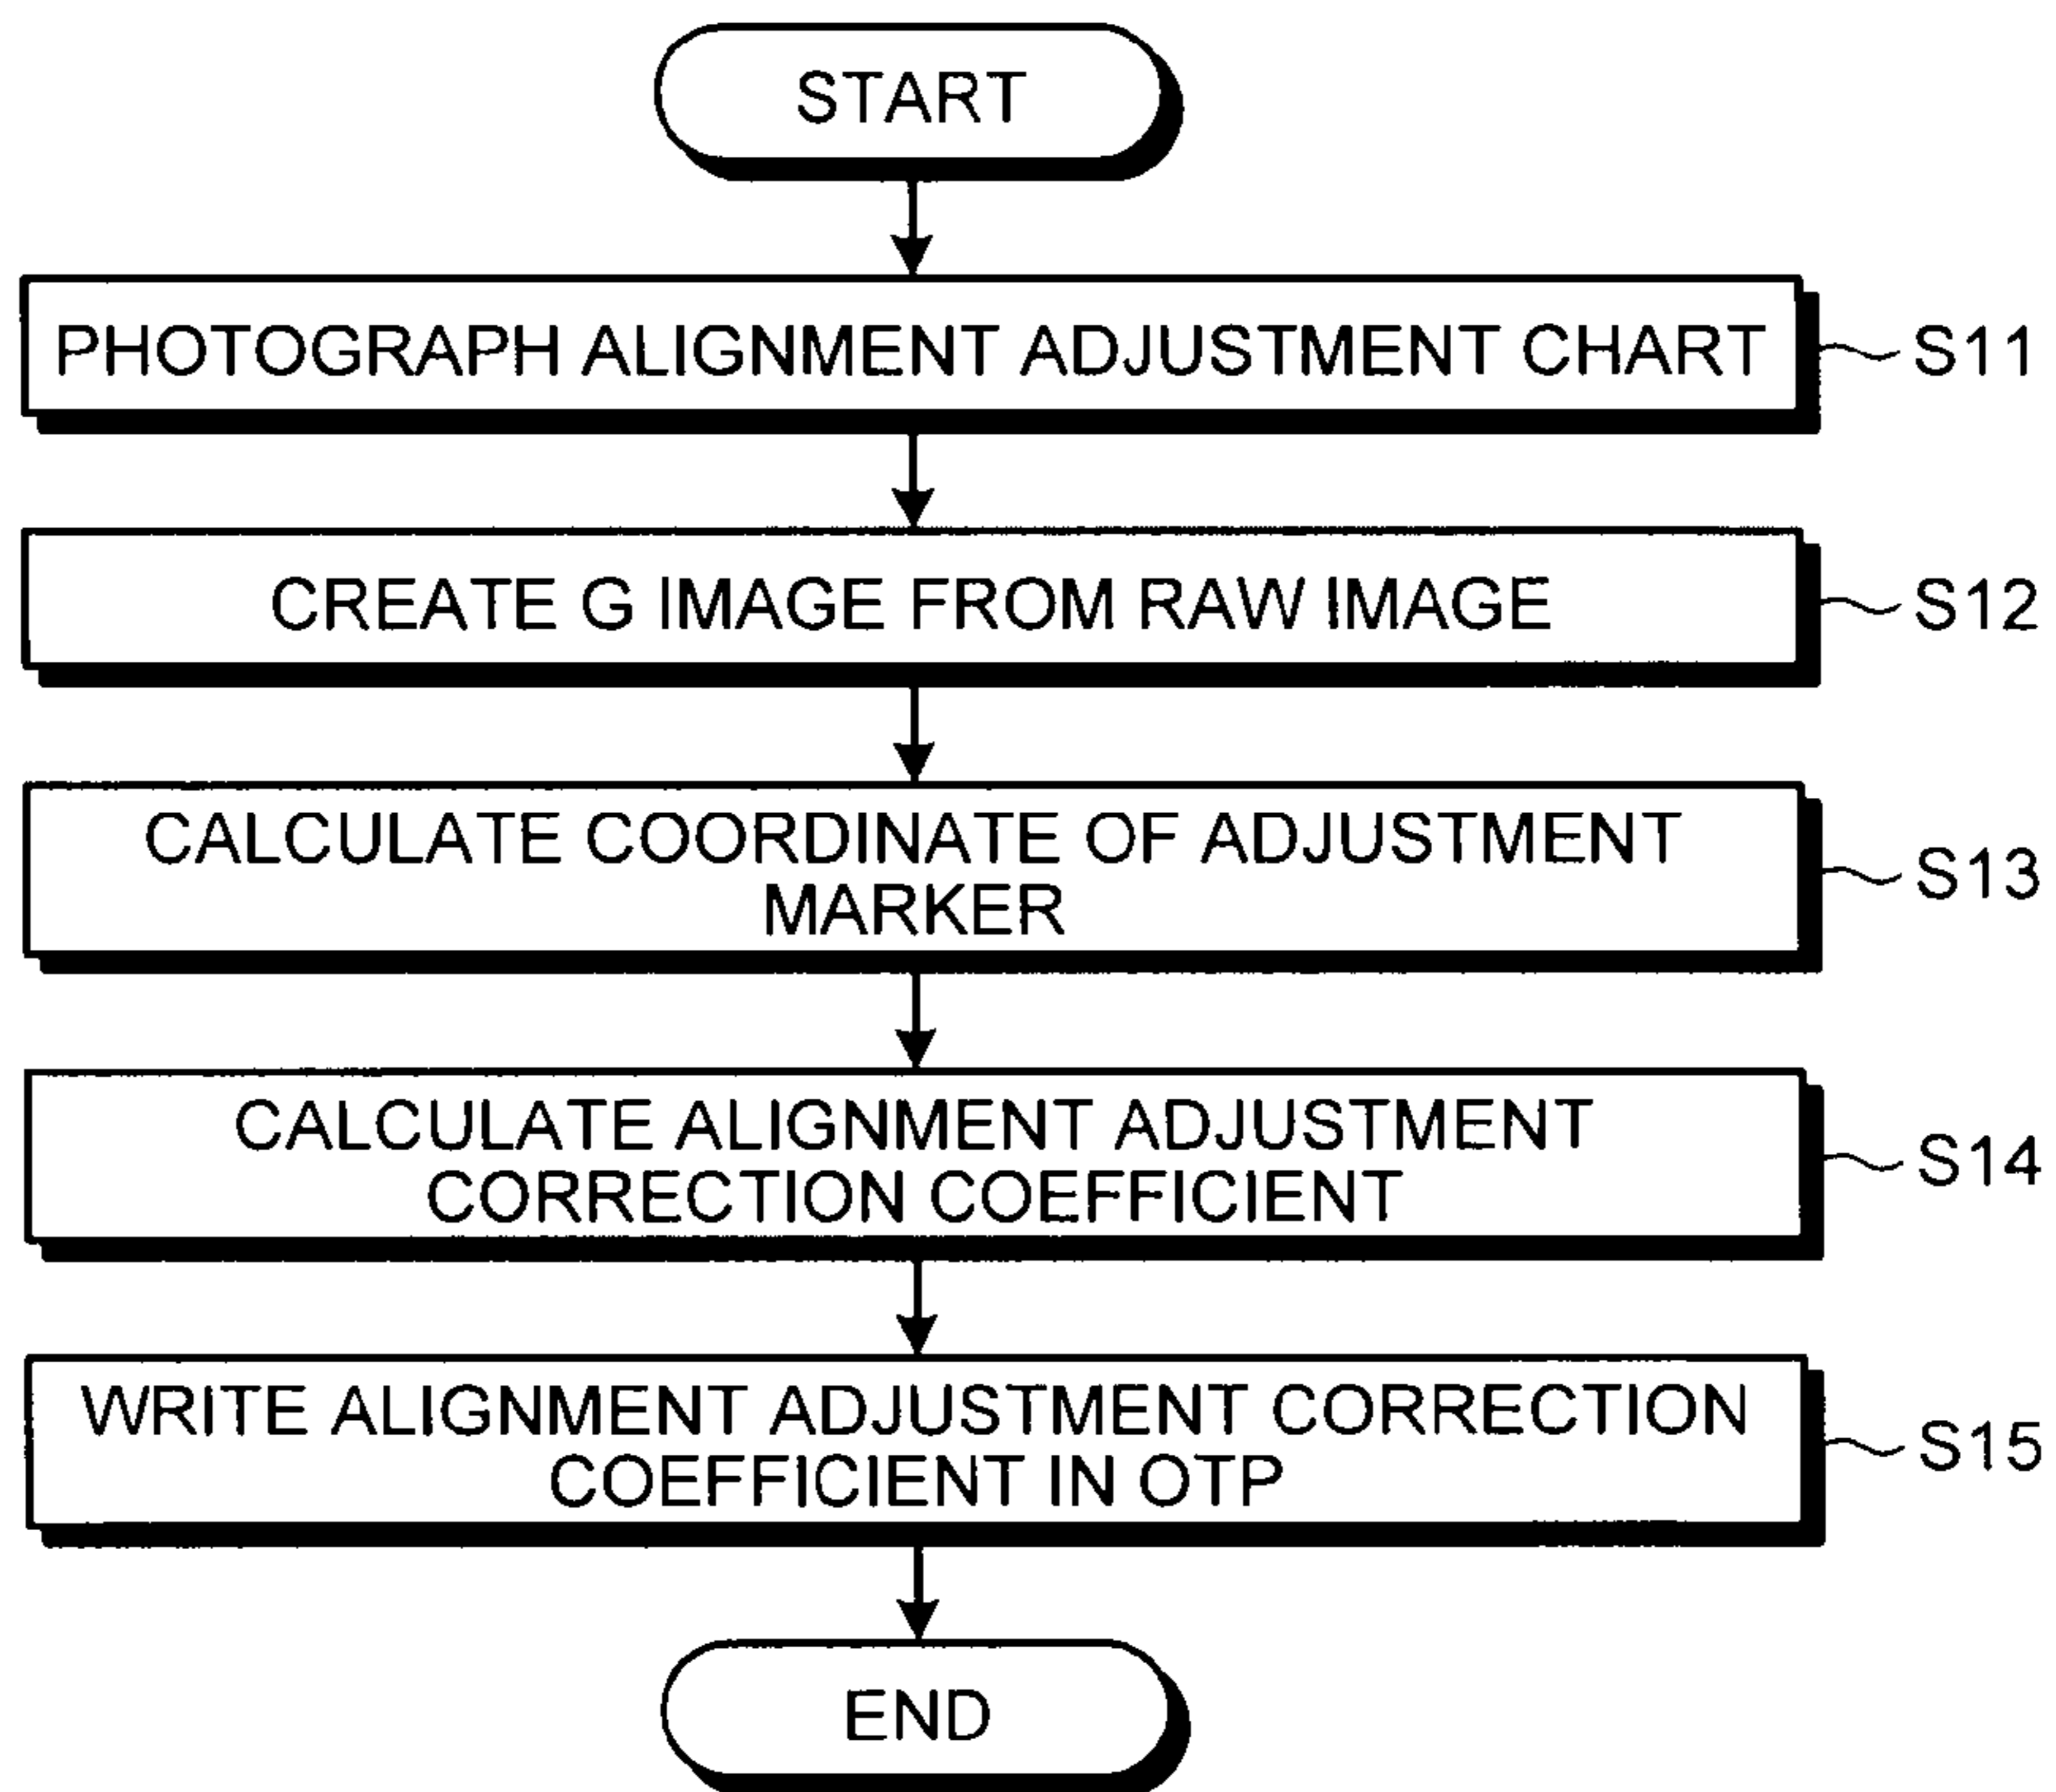 START
PHOTOGRAPH ALIGNMENT ADJUSTMENT CHART
S11
CREATE G IMAGE FROM RAW IMAGE
S12
CALCULATE COORDINATE OF ADJUSTMENT
MARKER
S13
CALCULATE ALIGNMENT ADJUSTMENT
CORRECTION COEFFICIENT
S14
WRITE ALIGNMENT ADJUSTMENT CORRECTION
COEFFICIENT IN OTP
S15
END